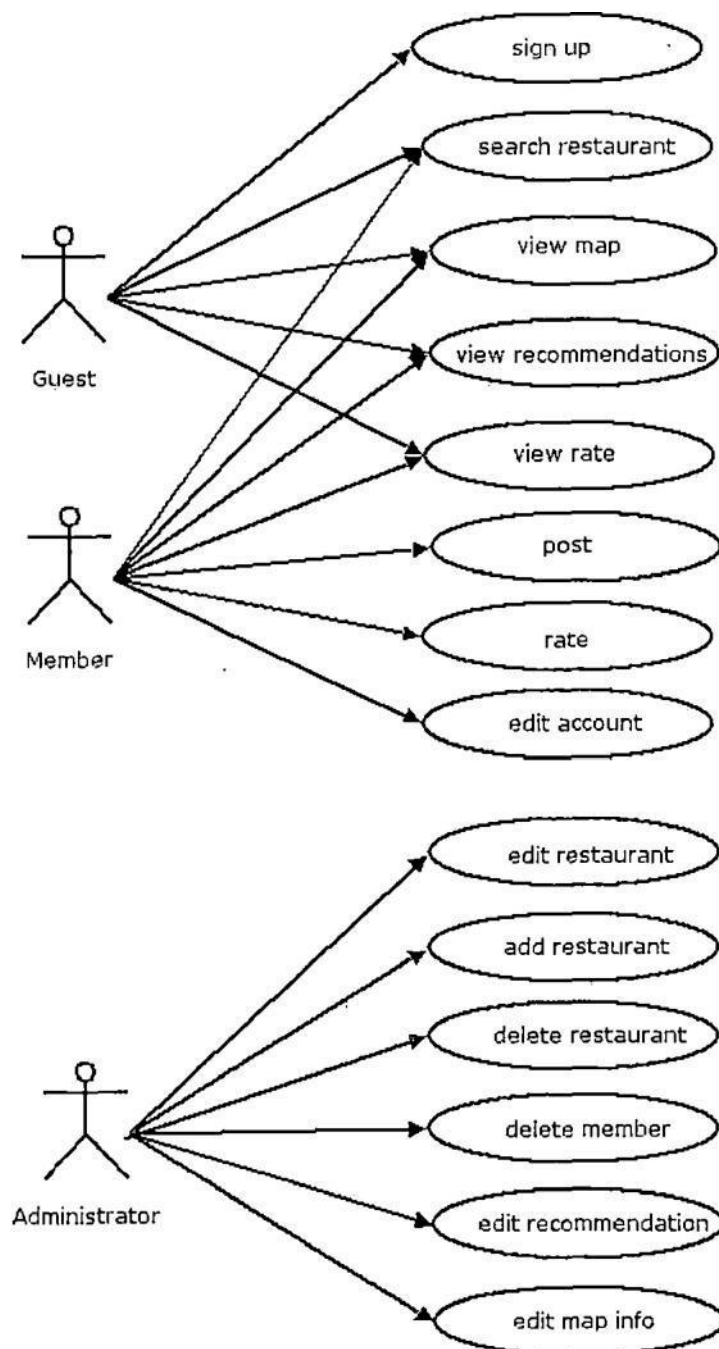 sign up
search restaurant
view map
view recommendations
Guest
view rate
post
rate
Member
edit account
edit restaurant
add restaurant
delete restaurant
delete member
Administrator
edit recommendation
edit map info